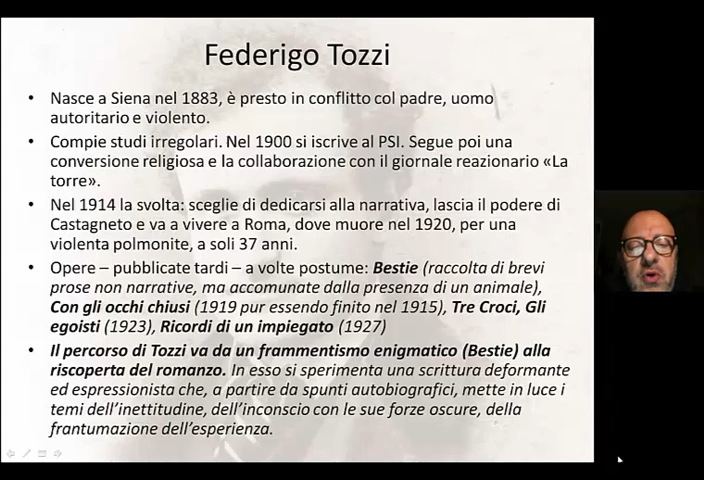 Federigo Tozzi
• Nasce a Siena nel 1883, è presto in conflitto col padre, uomo
autoritario e violento.
• Compie studi irregolari. Nel 1900 si iscrive al PSI. Segue poi una
conversione religiosa e la collaborazione con il giornale reazionario «La
torre».
• Nel 1914 la svolta: sceglie di dedicarsi alla narrativa, lascia il podere di
Castagneto e va a vivere a Roma, dove muore nel 1920, per una
violenta polmonite, a soli 37 anni.
• Opere – pubblicate tardi – a volte postume: Bestie (raccolta di brevi
prose non narrative, ma accomunate dalla presenza di un animale),
Con gli occhi chiusi (1919 pur essendo finito nel 1915), Tre Croci, Gli
egoisti (1923), Ricordi di un impiegato (1927)
• Il percorso di Tozzi va da un frammentismo enigmatico (Bestie) alla
riscoperta del romanzo. In esso si sperimenta una scrittura deformante
ed espressionista che, a partire da spunti autobiografici, mette in luce i
temi dell'inettitudine, dell'inconscio con le sue forze oscure, della
frantumazione dell'esperienza.